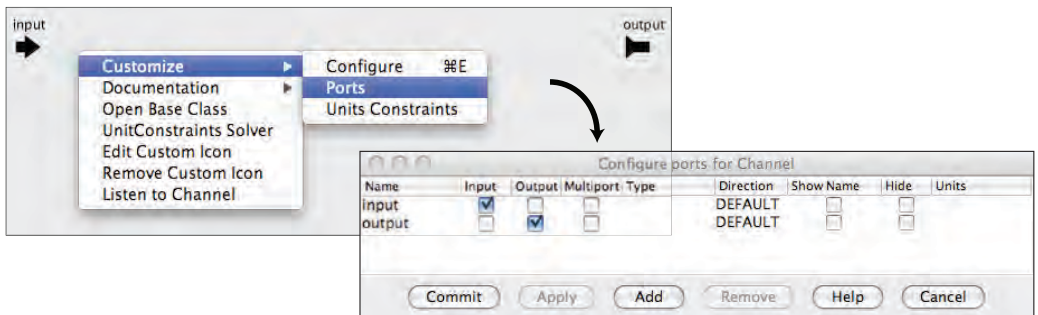 input
output
Customize
Configure ⌘E
Documentation
Ports
Open Base Class
Units Constraints
UnitConstraints Solver
Edit Custom Icon
Remove Custom Icon
Listen to Channel
Configure ports for Channel
Name Input Output Multiport Type Direction Show Name Hide Units
input DEFAULT
output DEFAULT
Commit Apply Add Remove Help Cancel